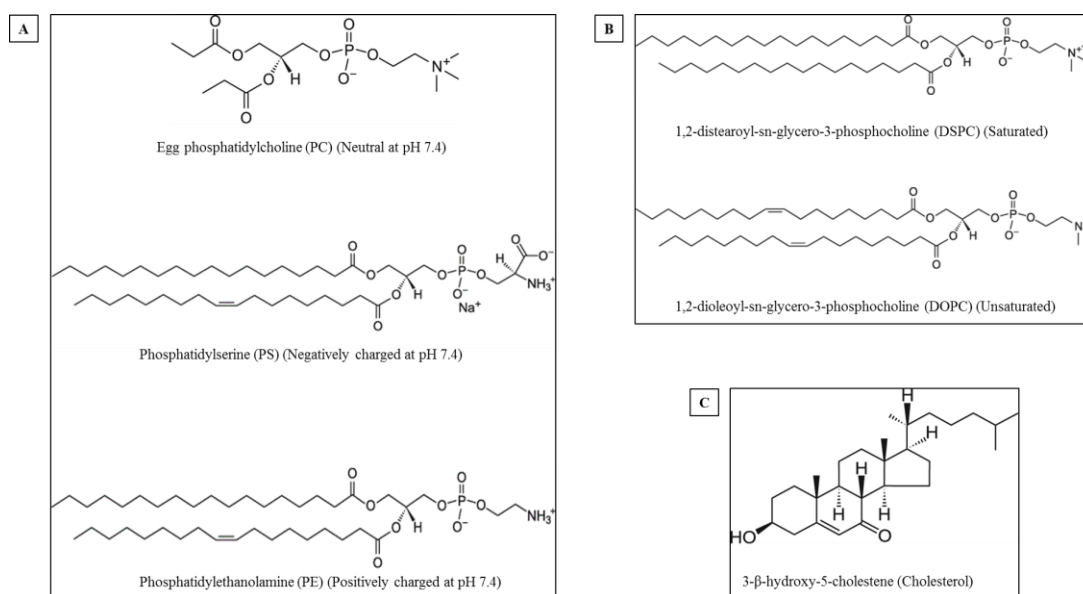 A
Egg phosphatidylcholine (PC) (Neutral at pH 7.4)
Phosphatidylserine (PS) (Negatively charged at pH 7.4)
Phosphatidylethanolamine (PE) (Positively charged at pH 7.4)
B
1,2-distearoyl-sn-glycero-3-phosphocholine (DSPC) (Saturated)
1,2-dioleoyl-sn-glycero-3-phosphocholine (DOPC) (Unsaturated)
C
3-β-hydroxy-5-cholestene (Cholesterol)